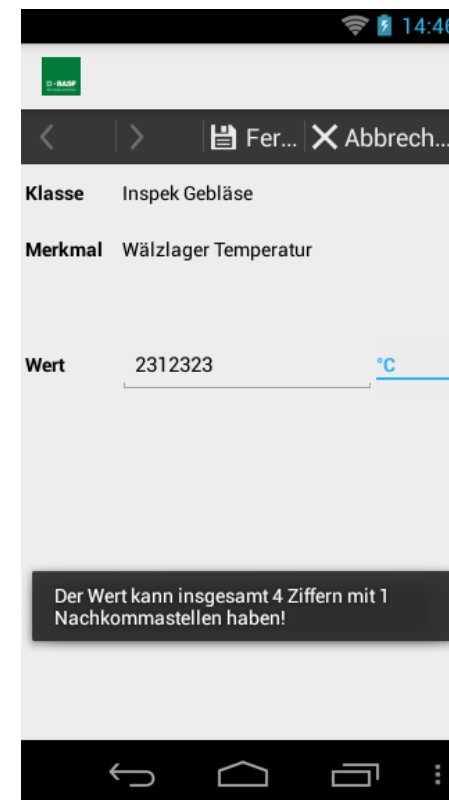 14:46
D-BASF
Fer... Abbrech...
Klasse Inspek Gebläse
Merkmal Wälzlager Temperatur
Wert 2312323 °C
Der Wert kann insgesamt 4 Ziffern mit 1
Nachkommastellen haben!